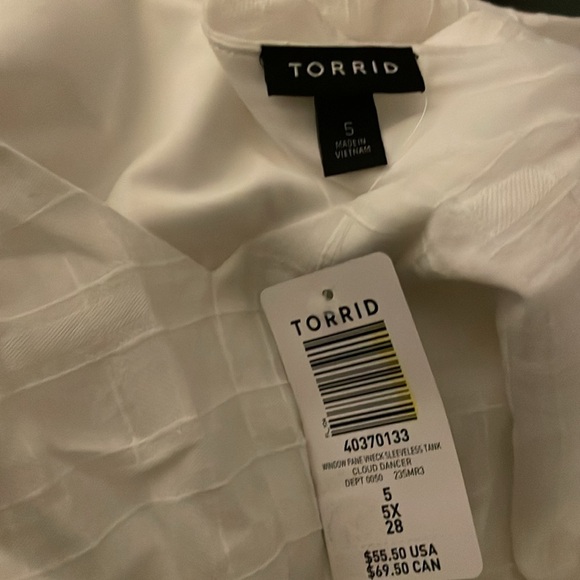 TORRID
5
MADE IN
VIETNAM
TORRID
40370133
WINDOW PANE VNECK SLEEVELESS TANK
CLOUD DANCER
DEPT 0050 23SMR3
5
5X
28
$55.50 USA
$69.50 CAN